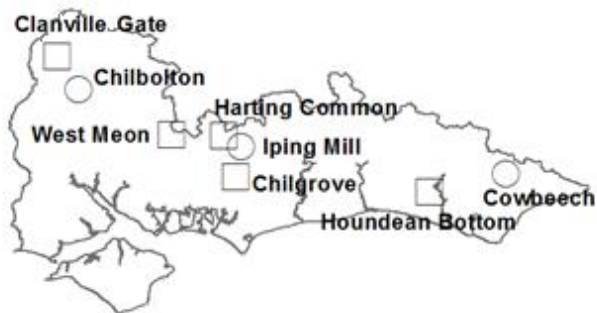 Clanville Gate
Chilbolton
Harting Common
West Meon
Iping Mill
Chilgrove
Cowbeech
Houndean Bottom